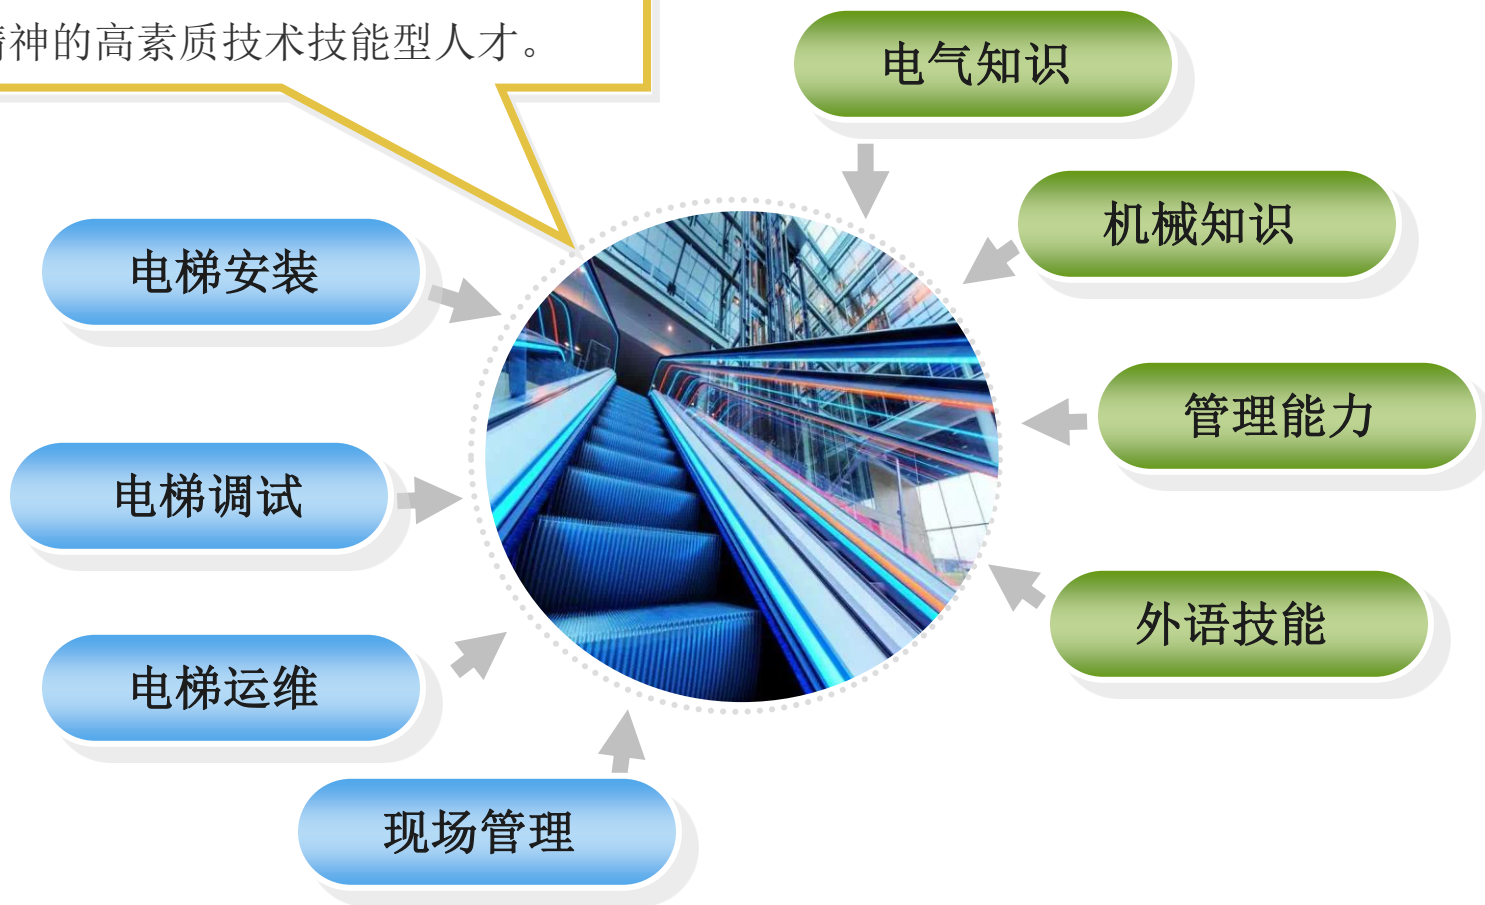 精神的高素质技术技能型人才。
电气知识
机械知识
管理能力
外语技能
电梯安装
电梯调试
电梯运维
现场管理